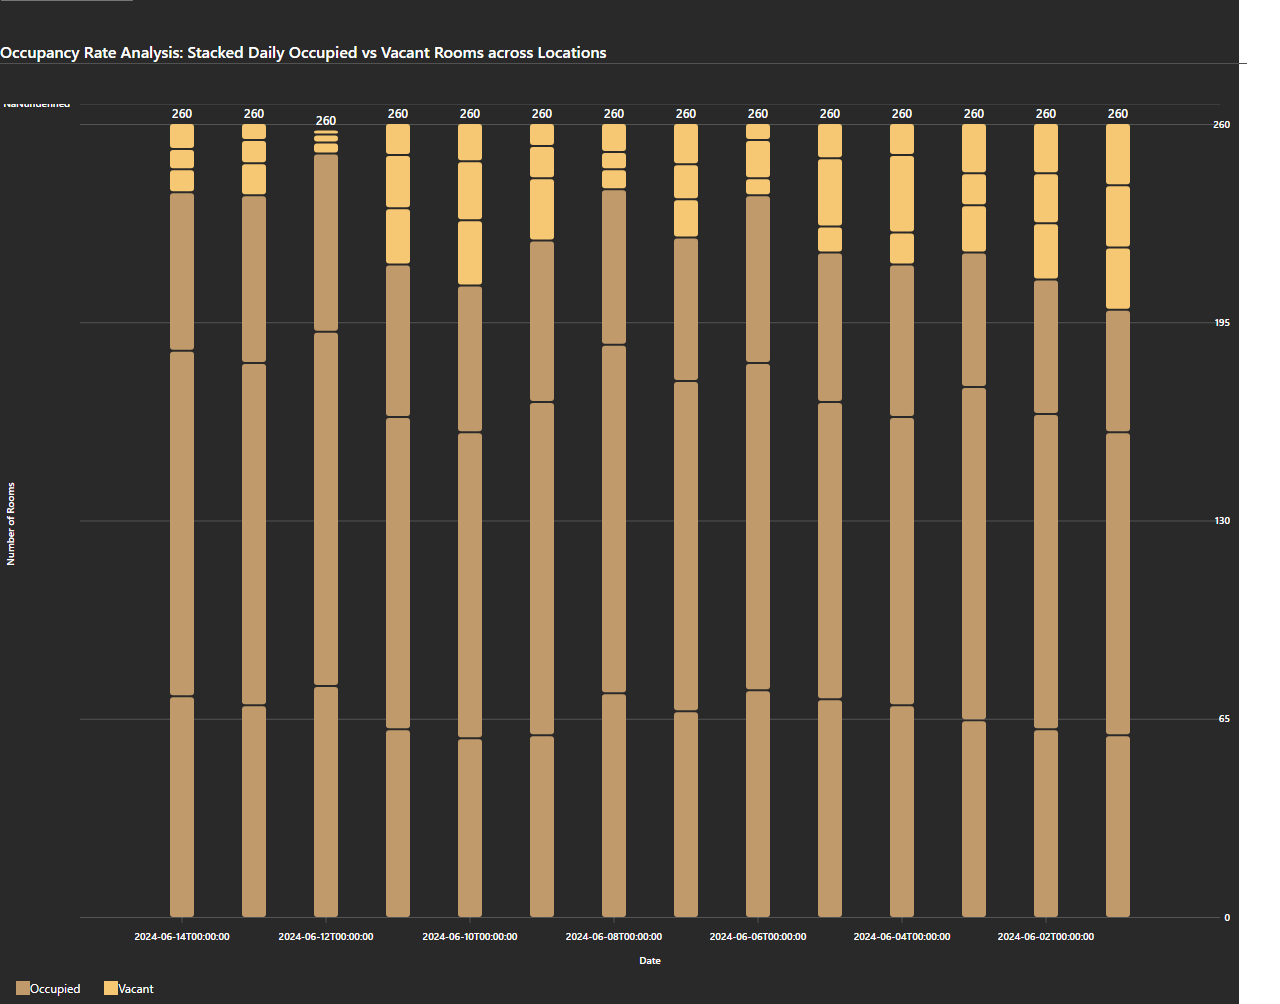 Occupancy Rate Analysis: Stacked Daily Occupied vs Vacant Rooms across Locations
260 260 260 260 260 260 260 260 260 260 260 260 260 260
260
195
130
65
0
Number of Rooms
2024-06-14T00:00:00 2024-06-12T00:00:00 2024-06-10T00:00:00 2024-06-08T00:00:00 2024-06-06T00:00:00 2024-06-04T00:00:00 2024-06-02T00:00:00
Date
Occupied Vacant